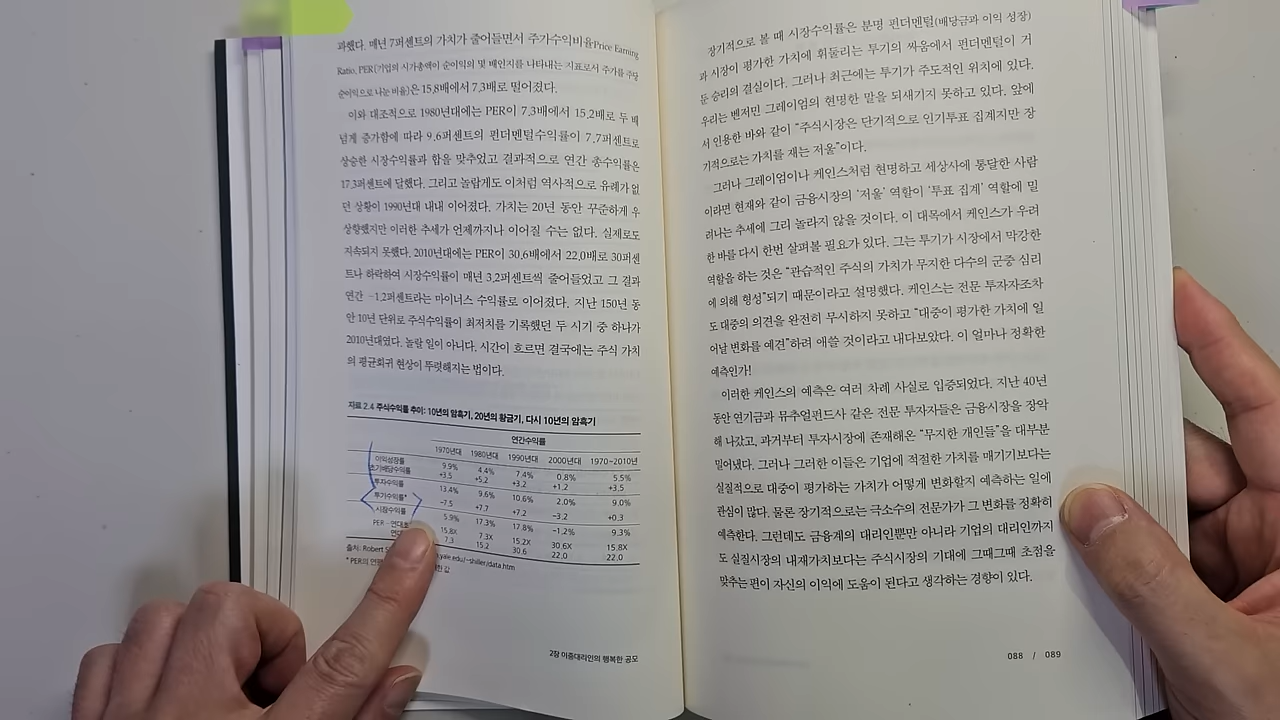 과했다. 매년 7퍼센트의 가치가 줄어들면서 주가수익비율Price Earning
Ratio, PER(기업의 시가총액이 순이익의 몇 배인지를 나타내는 지표로서 주가를 주당
순이익으로 나눈 비율)은 15.8배에서 7.3배로 떨어졌다.
이와 대조적으로 1980년대에는 PER이 7.3배에서 15.2배로 두 배
넘게 증가함에 따라 9.6퍼센트의 펀더멘털수익률이 7.7퍼센트로
상승한 시장수익률과 합을 맞추었고 결과적으로 연간 총수익률은
17.3퍼센트에 달했다. 그리고 놀랍게도 이처럼 역사적으로 유례가 없
던 상황이 1990년대 내내 이어졌다. 가치는 20년 동안 꾸준하게 우
상향했지만 이러한 추세가 언제까지나 이어질 수는 없다. 실제로도
지속되지 못했다. 2010년대에는 PER이 30.6배에서 22.0배로 30퍼센
트나 하락하여 시장수익률이 매년 3.2퍼센트씩 줄어들었고 그 결과
연간 -1.2퍼센트라는 마이너스 수익률로 이어졌다. 지난 150년 동
안 10년 단위로 주식수익률이 최저치를 기록했던 두 시기 중 하나가
2010년대였다. 놀랄 일이 아니다. 시간이 흐르면 결국에는 주식 가치
의 평균회귀 현상이 뚜렷해지는 법이다.
자료 2.4 주식수익률 추이: 10년의 암흑기, 20년의 황금기, 다시 10년의 암흑기
연간수익률
1970년대 1980년대 1990년대 2000년대 1970~2010년
이익성장률 9.9% 4.4% 7.4% 0.8% 5.5%
초기배당수익률 +3.5 +5.2 +3.2 +1.2 +3.5
투자수익률 13.4% 9.6% 10.6% 2.0% 9.0%
투기수익률* -7.5 +7.7 +7.2 -3.2 +0.3
시장수익률 5.9% 17.3% 17.8% -1.2% 9.3%
PER - 연대초 15.8X 7.3X 15.2X 30.6X 15.8X
7.3 15.2 30.6 22.0 22.0
출처: Robert yale.edu/~shiller/data.htm
* PER의 값
2장 이중대리인의 행복한 공모
장기적으로 볼 때 시장수익률은 분명 펀더멘털(배당금과 이익 성장)
과 시장이 평가한 가치에 휘둘리는 투기의 싸움에서 펀더멘털이 거
둔 승리의 결실이다. 그러나 최근에는 투기가 주도적인 위치에 있다.
우리는 벤저민 그레이엄의 현명한 말을 되새기지 못하고 있다. 앞에
서 인용한 바와 같이 “주식시장은 단기적으로 인기투표 집계지만 장
기적으로는 가치를 재는 저울”이다.
그러나 그레이엄이나 케인스처럼 현명하고 세상사에 통달한 사람
이라면 현재와 같이 금융시장의 ‘저울’ 역할이 ‘투표 집계’ 역할에 밀
려나는 추세에 그리 놀라지 않을 것이다. 이 대목에서 케인스가 우려
한 바를 다시 한번 살펴볼 필요가 있다. 그는 투기가 시장에서 막강한
역할을 하는 것은 “관습적인 주식의 가치가 무지한 다수의 군중 심리
에 의해 형성”되기 때문이라고 설명했다. 케인스는 전문 투자자조차
도 대중의 의견을 완전히 무시하지 못하고 “대중이 평가한 가치에 일
어날 변화를 예견”하려 애쓸 것이라고 내다보았다. 이 얼마나 정확한
예측인가!
이러한 케인스의 예측은 여러 차례 사실로 입증되었다. 지난 40년
동안 연기금과 뮤추얼펀드사 같은 전문 투자자들은 금융시장을 장악
해 나갔고, 과거부터 투자시장에 존재해온 “무지한 개인들”을 대부분
밀어냈다. 그러나 그러한 이들은 기업에 적절한 가치를 매기기보다는
실질적으로 대중이 평가하는 가치가 어떻게 변화할지 예측하는 일에
관심이 많다. 물론 장기적으로는 극소수의 전문가가 그 변화를 정확히
예측한다. 그런데도 금융계의 대리인뿐만 아니라 기업의 대리인까지
도 실질시장의 내재가치보다는 주식시장의 기대에 그때그때 초점을
맞추는 편이 자신의 이익에 도움이 된다고 생각하는 경향이 있다.
088 / 089